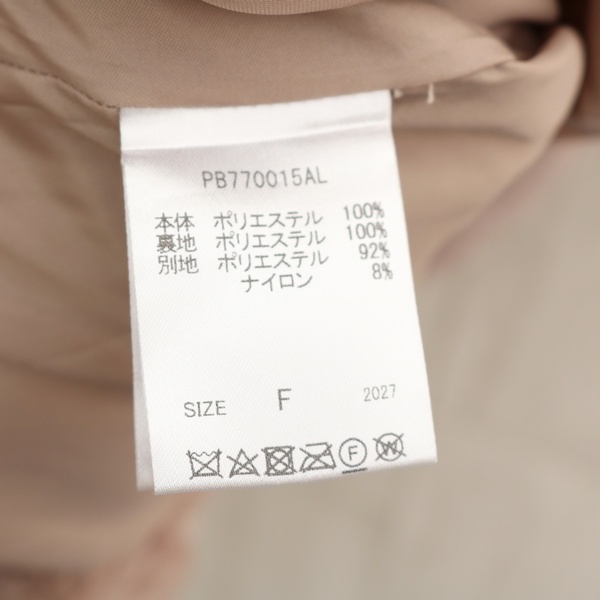 PB770015AL
本体 ポリエステル 100%
裏地 ポリエステル 100%
別地 ポリエステル 92%
ナイロン 8%
SIZE F 2027
F W